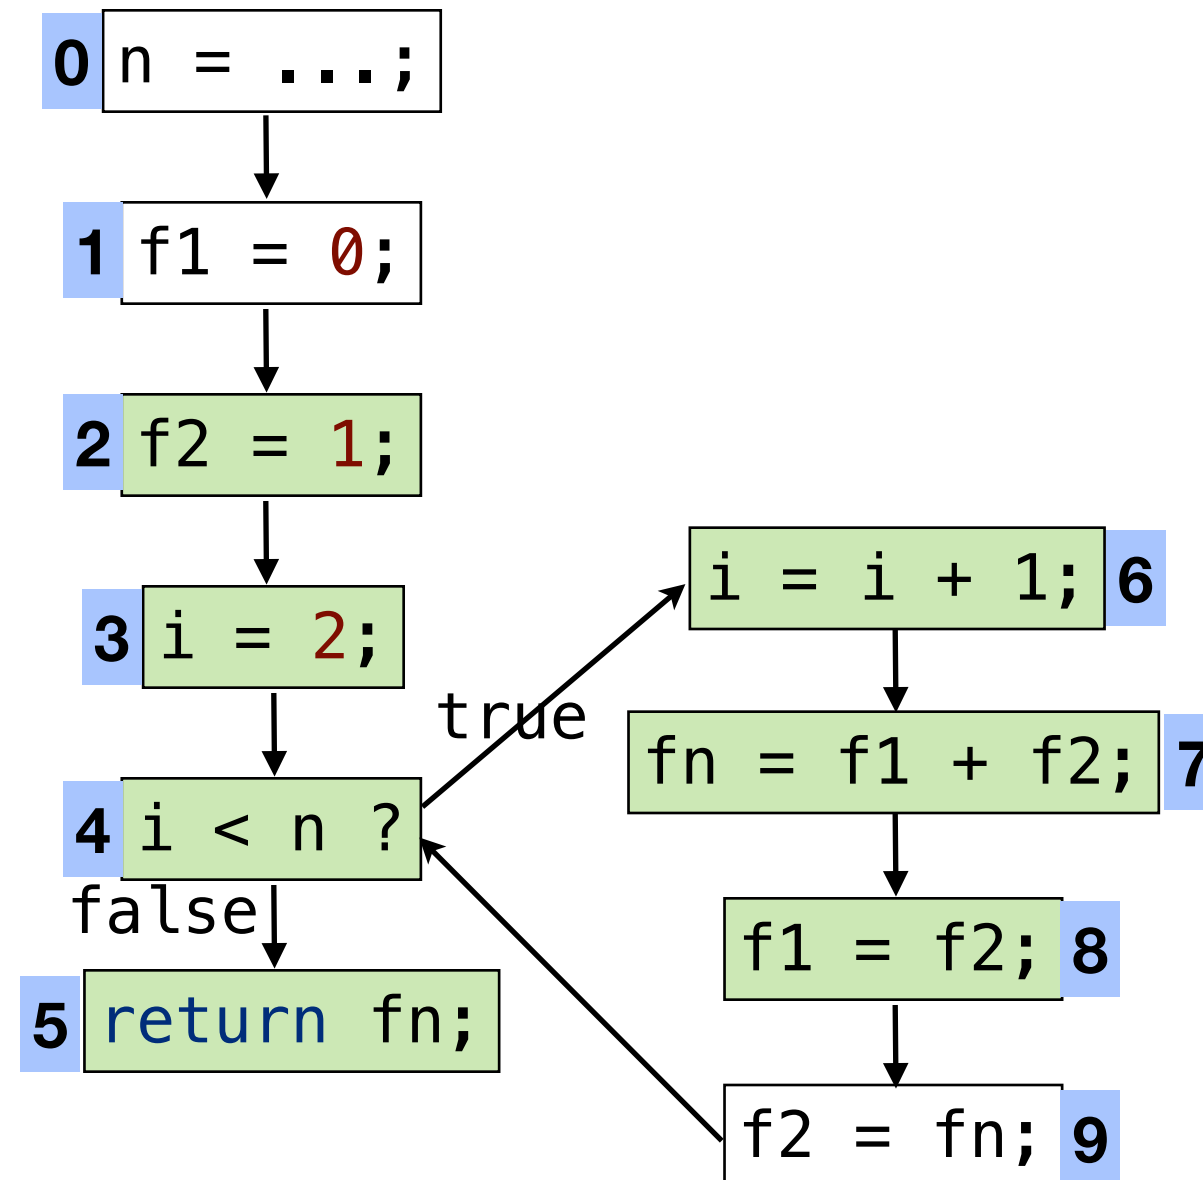 0 n = ...;
1 f1 = 0;
2 f2 = 1;
3 i = 2;
4 i < n ?
true
false
5 return fn;
i = i + 1; 6
fn = f1 + f2; 7
f1 = f2; 8
f2 = fn; 9